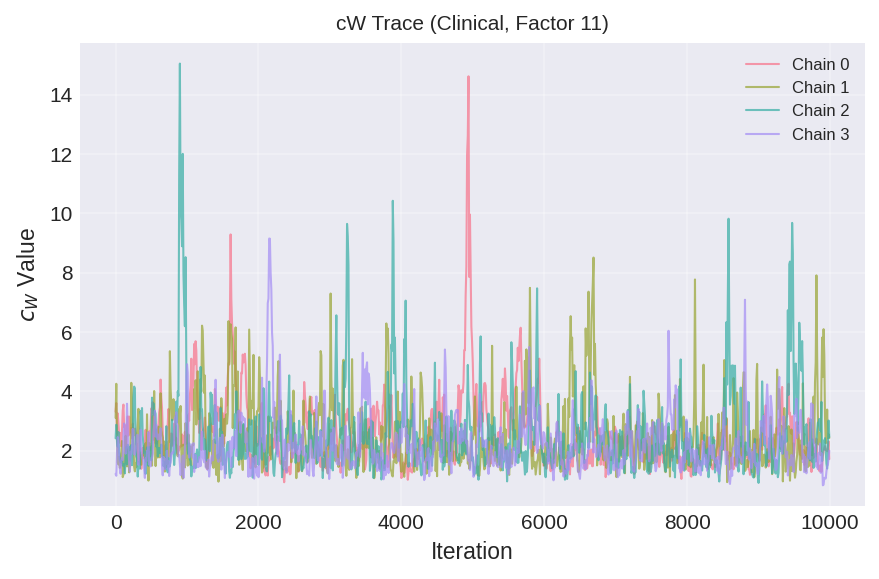 cW Trace (Clinical, Factor 11)
Chain 0
Chain 1
Chain 2
Chain 3
14
12
10
8
6
4
2
c_W Value
0 2000 4000 6000 8000 10000
Iteration